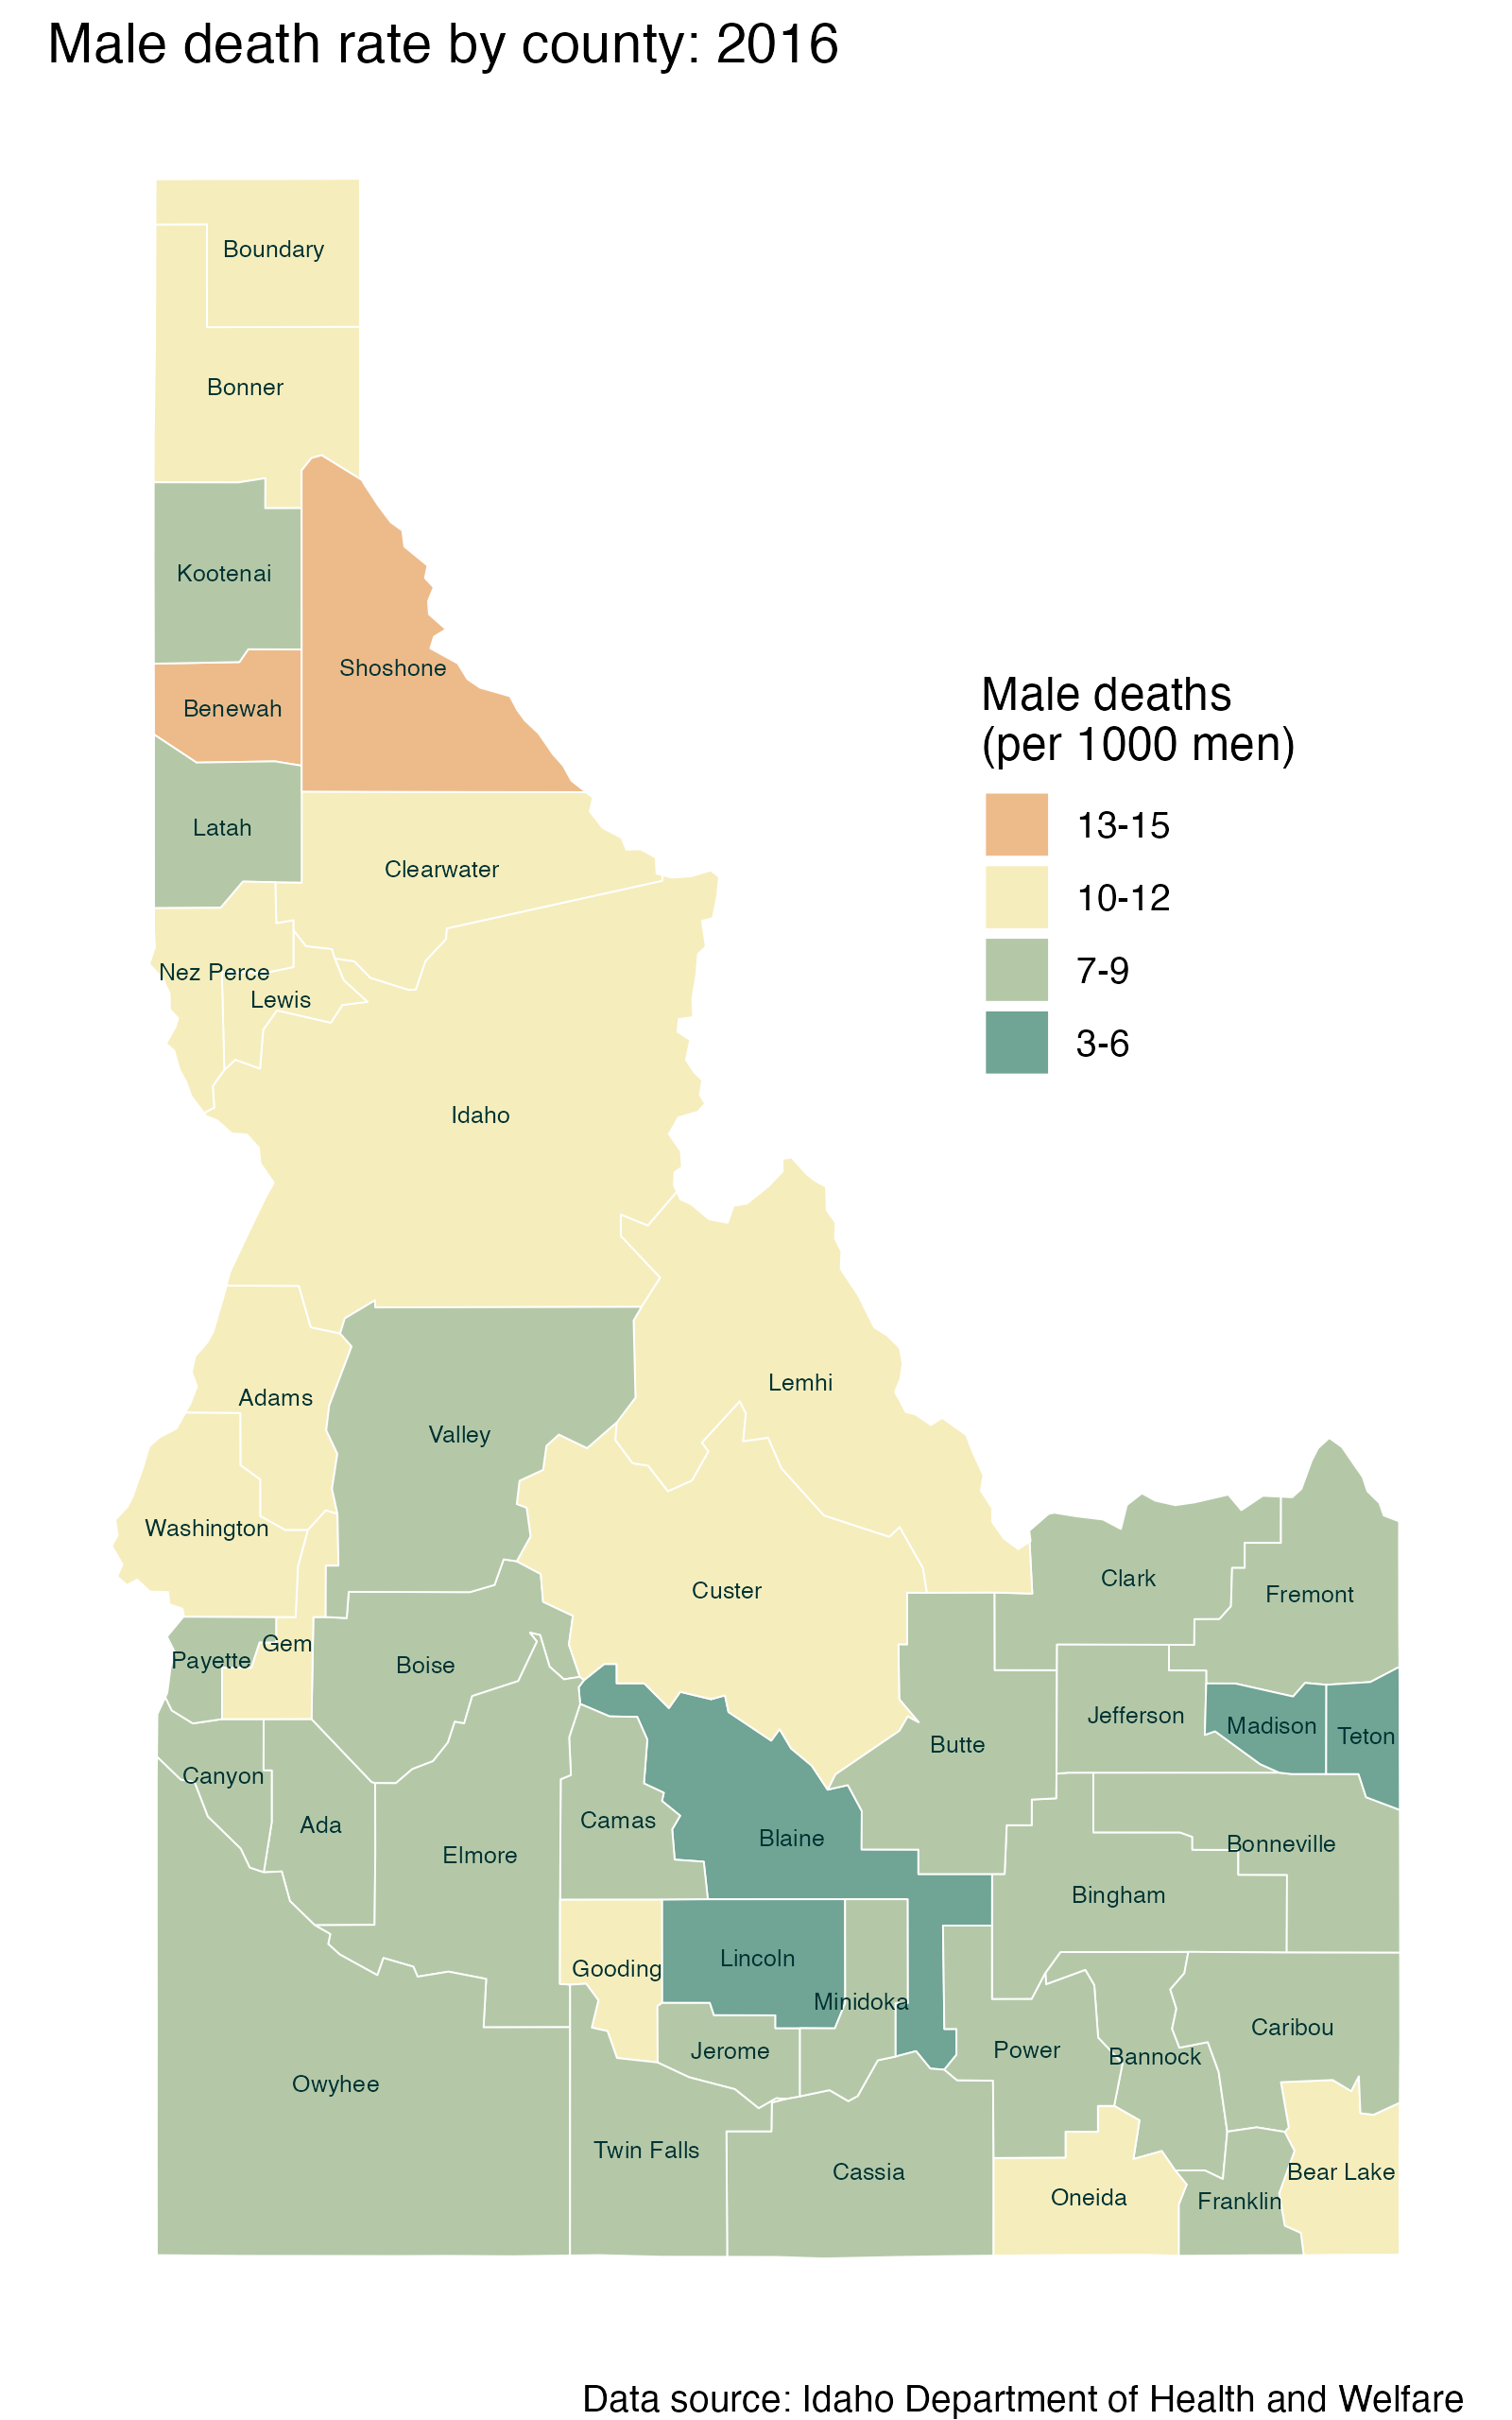 Male death rate by county: 2016
Boundary
Bonner
Kootenai
Shoshone
Benewah
Male deaths
(per 1000 men)
13-15
10-12
7-9
3-6
Latah
Clearwater
Nez Perce
Lewis
Idaho
Lemhi
Adams
Valley
Washington
Custer
Clark
Fremont
Gem
Payette
Boise
Jefferson
Madison
Teton
Butte
Canyon
Ada
Camas
Blaine
Bonneville
Elmore
Bingham
Lincoln
Gooding
Minidoka
Caribou
Jerome
Power
Bannock
Owyhee
Twin Falls
Cassia
Bear Lake
Oneida
Franklin
Data source: Idaho Department of Health and Welfare